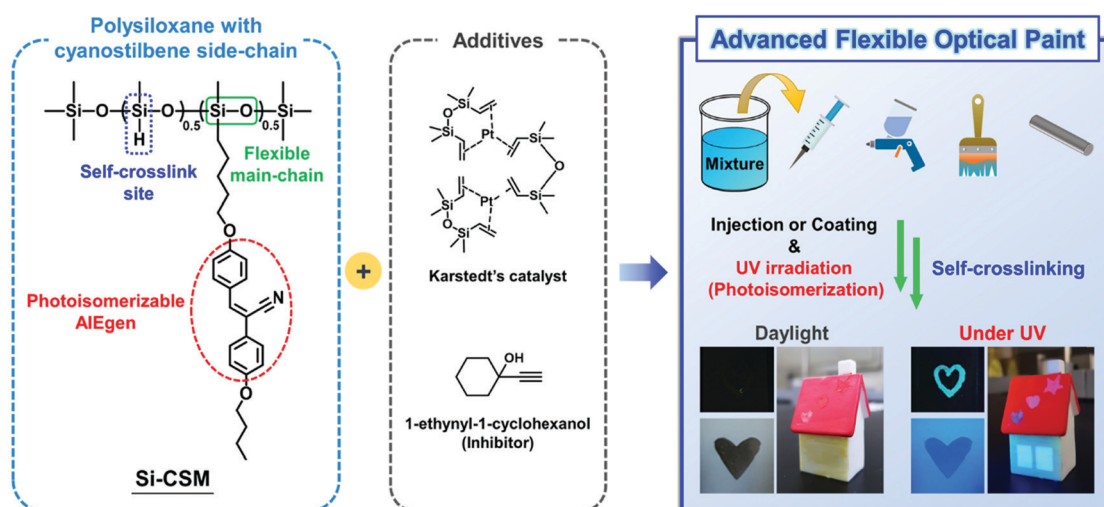 Polysiloxane with
cyanostilbene side-chain
Si
O
Si
H
O
0.5
Si
O
0.5
Si
Self-crosslink
site
Flexible
main-chain
O
Photoisomerizable
AIEgen
N
O
Si-CSM
+
Additives
Si
O
Si
Pt
Si
O
Si
Si
O
Si
Pt
Karstedt's catalyst
OH
1-ethynyl-1-cyclohexanol
(Inhibitor)
Advanced Flexible Optical Paint
Mixture
Injection or Coating
&
UV irradiation
(Photoisomerization)
Self-crosslinking
Daylight
Under UV